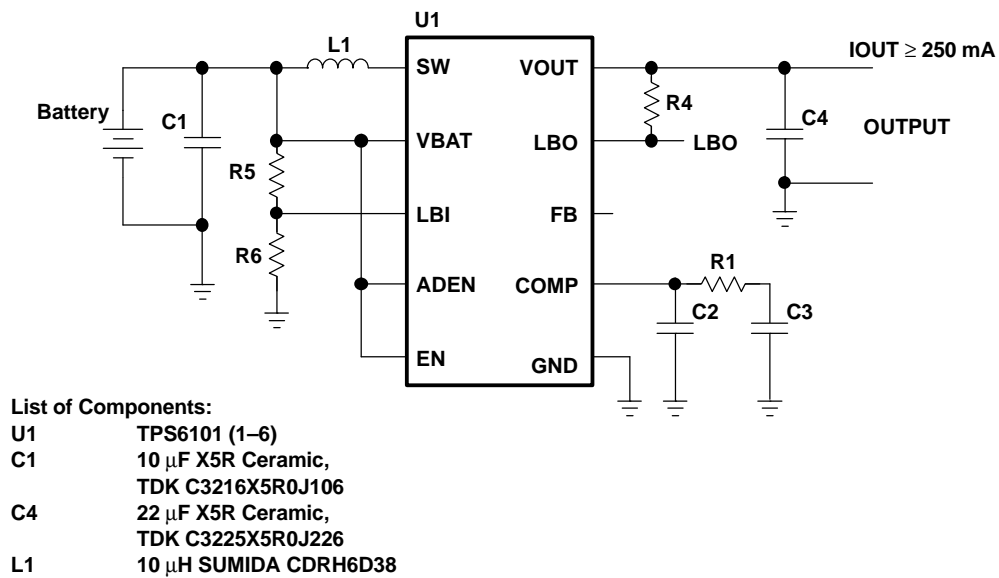 U1
L1
SW
VOUT
IOUT ≥ 250 mA
Battery
C1
R4
C4
OUTPUT
VBAT
LBO
LBO
R5
LBI
FB
R6
R1
ADEN
COMP
C2
C3
EN
GND
List of Components:
U1 TPS6101 (1–6)
C1 10 μF X5R Ceramic,
TDK C3216X5R0J106
C4 22 μF X5R Ceramic,
TDK C3225X5R0J226
L1 10 μH SUMIDA CDRH6D38